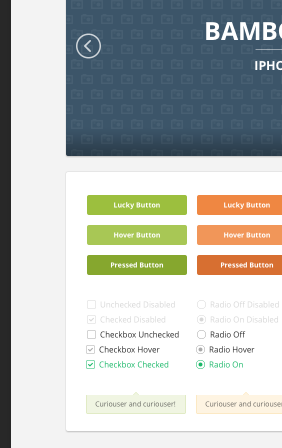 BAMBO
IPHO
Lucky Button Lucky Button
Hover Button Hover Button
Pressed Button Pressed Button
Unchecked Disabled Radio Off Disabled
Checked Disabled Radio On Disabled
Checkbox Unchecked Radio Off
Checkbox Hover Radio Hover
Checkbox Checked Radio On
Curiouser and curiouser! Curiouser and curiouser